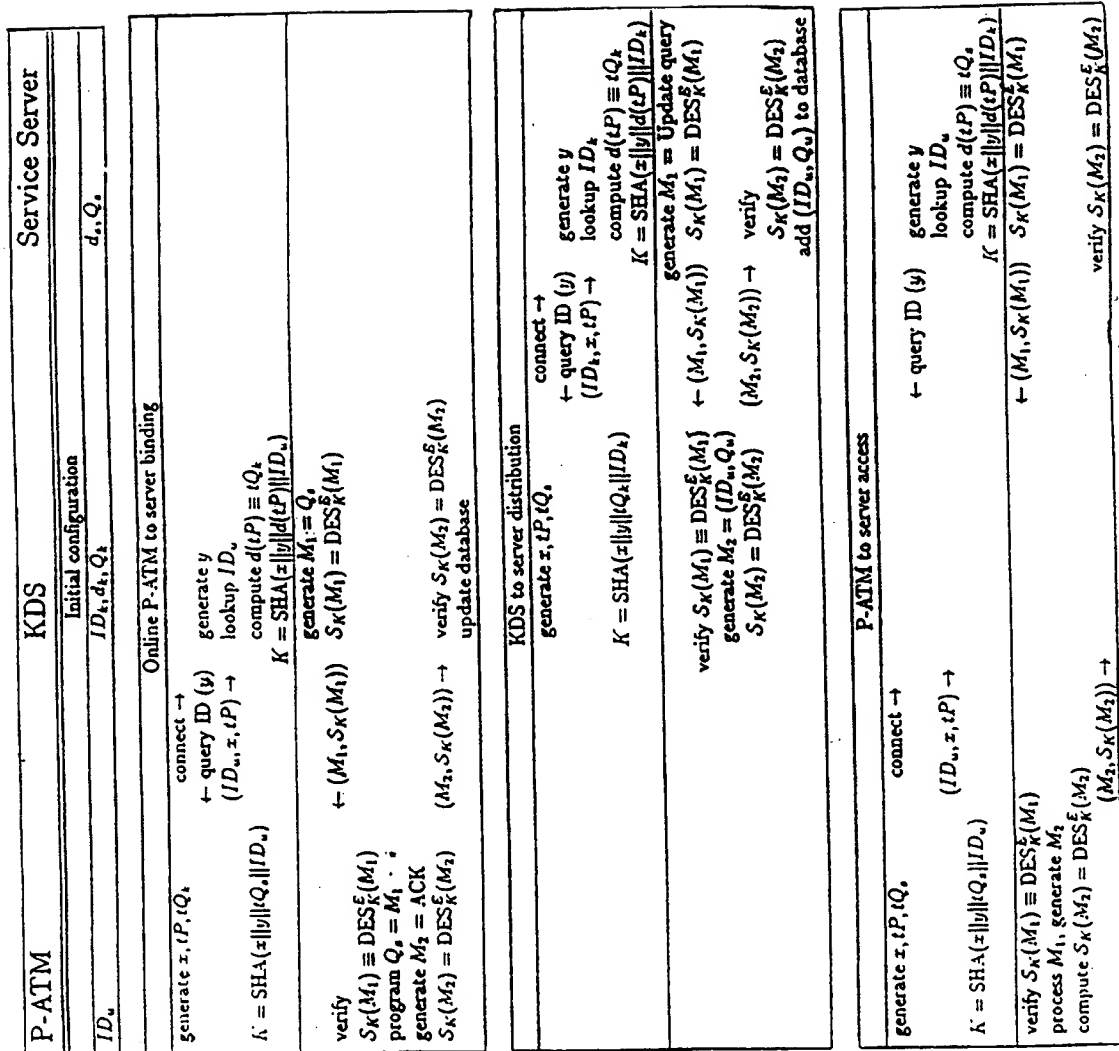 P-ATM KDS Service Server
Initial configuration
ID_u ID_k, d_k, Q_k d_s, Q_s
Online P-ATM to server binding
generate x, tP, tQ_k connect →
← query ID (y) generate y
(ID_u, x, tP) → lookup ID_u
compute d(tP) ≡ tQ_k
K = SHA(x||y||tQ_s||ID_u) K = SHA(x||y||d(tP)||ID_u)
generate M_1 = Q_s
← (M_1, S_K(M_1)) S_K(M_1) = DES^E_K(M_1)
verify
S_K(M_1) ≡ DES^E_K(M_1)
program Q_s = M_1
generate M_2 = ACK
S_K(M_2) = DES^E_K(M_2) (M_2, S_K(M_2)) → verify S_K(M_2) = DES^E_K(M_2)
update database
KDS to server distribution
generate x, tP, tQ_s connect →
← query ID (y) generate y
(ID_k, x, tP) → lookup ID_k
compute d(tP) ≡ tQ_k
K = SHA(x||y||tQ_k||ID_k) K = SHA(x||y||d(tP)||ID_k)
generate M_1 = Update query
verify S_K(M_1) ≡ DES^E_K(M_1) ← (M_1, S_K(M_1)) S_K(M_1) = DES^E_K(M_1)
generate M_2 = (ID_u, Q_u)
S_K(M_2) = DES^E_K(M_2) (M_2, S_K(M_2)) → verify
S_K(M_2) = DES^E_K(M_2)
add (ID_u, Q_u) to database
P-ATM to server access
generate x, tP, tQ_s connect →
← query ID (y) generate y
(ID_u, x, tP) → lookup ID_u
compute d(tP) ≡ tQ_s
K = SHA(x||y||tQ_s||ID_u) K = SHA(x||y||d(tP)||ID_k)
← (M_1, S_K(M_1)) S_K(M_1) = DES^E_K(M_1)
verify S_K(M_1) ≡ DES^E_K(M_1)
process M_1, generate M_2
compute S_K(M_2) = DES^E_K(M_2)
(M_2, S_K(M_2)) → verify S_K(M_2) = DES^E_K(M_2)